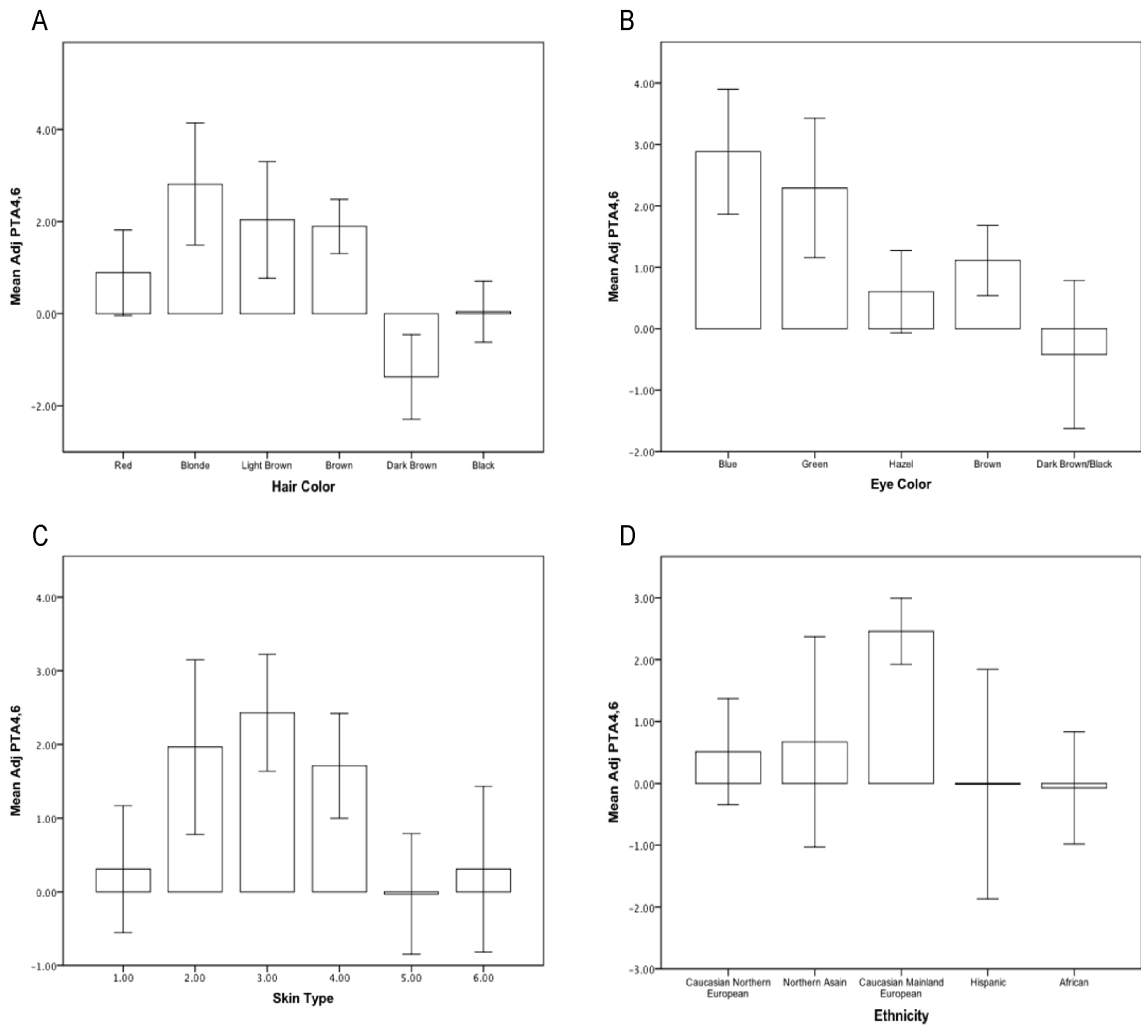 A
Mean Adj PTA4,6
4.00
2.00
0.00
-2.00
Red Blonde Light Brown Brown Dark Brown Black
Hair Color
B
Mean Adj PTA4,6
4.00
3.00
2.00
1.00
0.00
-1.00
-2.00
Blue Green Hazel Brown Dark Brown/Black
Eye Color
C
Mean Adj PTA4,6
4.00
3.00
2.00
1.00
0.00
-1.00
1.00 2.00 3.00 4.00 5.00 6.00
Skin Type
D
Mean Adj PTA4,6
3.00
2.00
1.00
0.00
-1.00
-2.00
-3.00
Caucasian Northern Northern Asain Caucasian Mainland Hispanic African
European European
Ethnicity